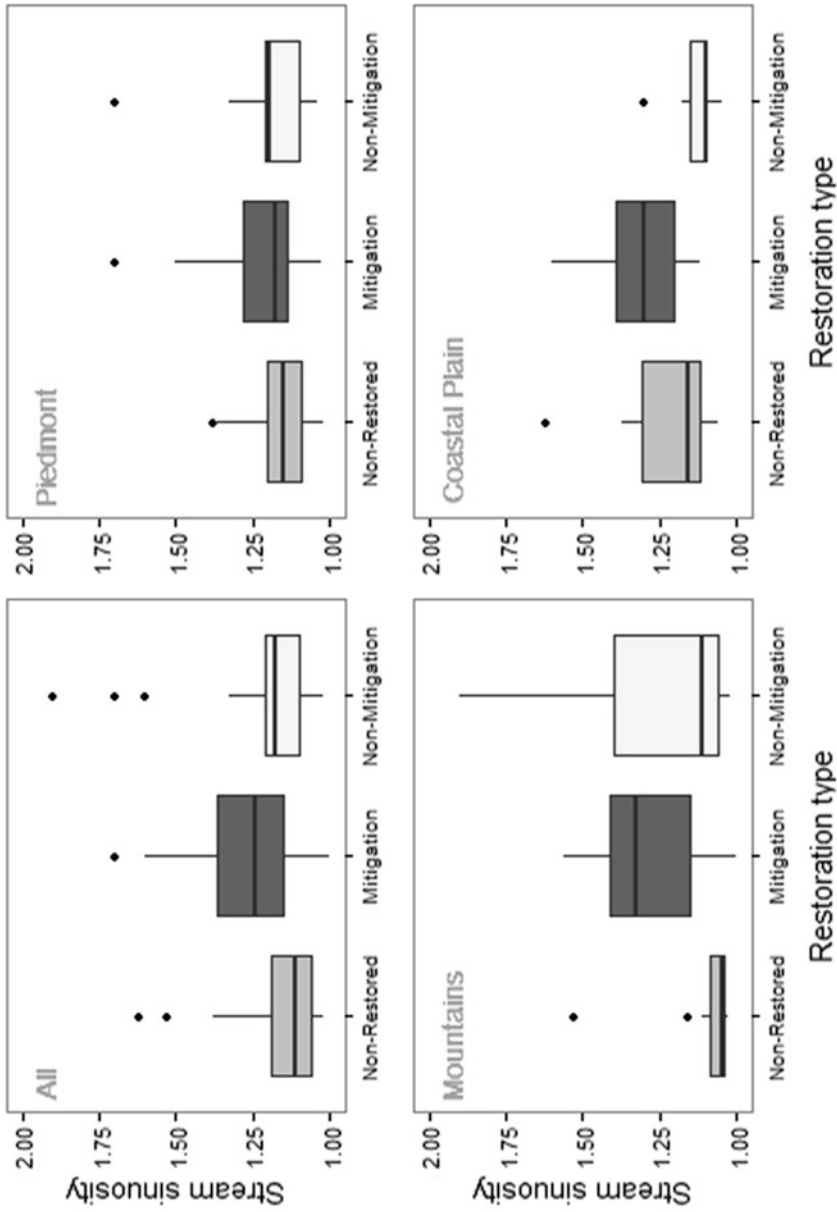 All
Stream sinuosity
2.00
1.75
1.50
1.25
1.00
Non-Restored
Mitigation
Non-Mitigation
Piedmont
2.00
1.75
1.50
1.25
1.00
Non-Restored
Mitigation
Non-Mitigation
Mountains
Stream sinuosity
2.00
1.75
1.50
1.25
1.00
Non-Restored
Mitigation
Non-Mitigation
Restoration type
Coastal Plain
2.00
1.75
1.50
1.25
1.00
Non-Restored
Mitigation
Non-Mitigation
Restoration type